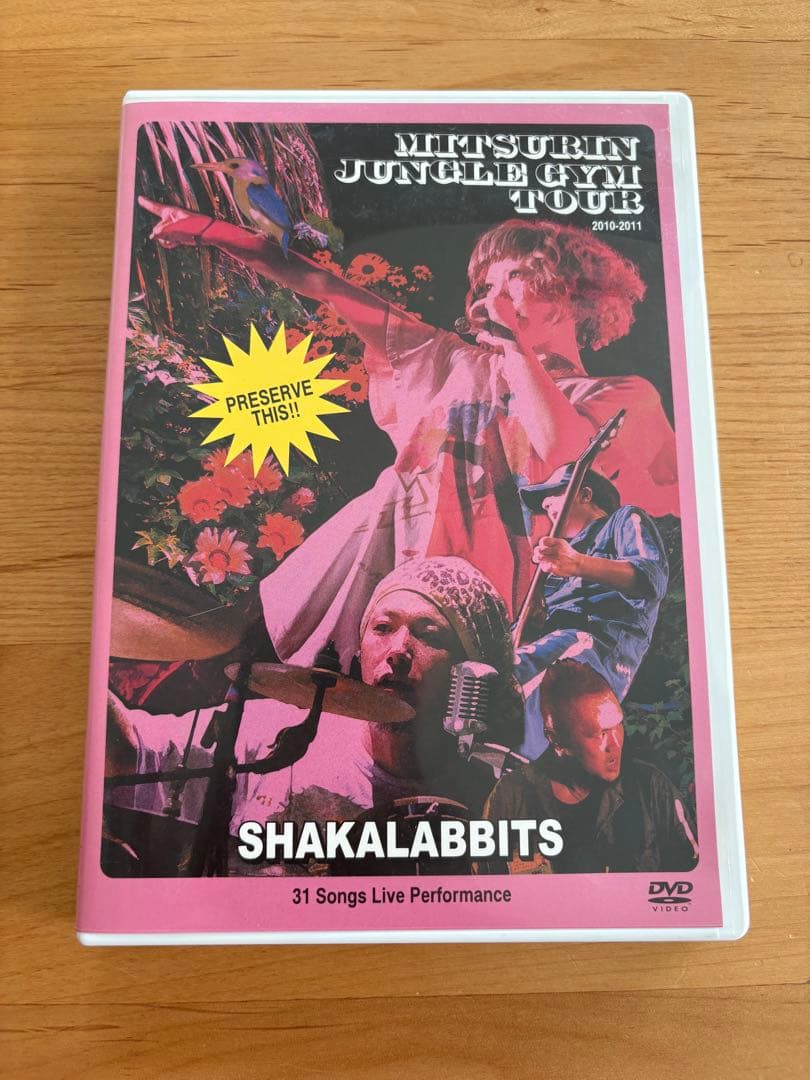 MITSURIN
JUNGLE GYM
TOUR
2010-2011
PRESERVE
THIS!!
SHAKALABBITS
31 Songs Live Performance
DVD
VIDEO